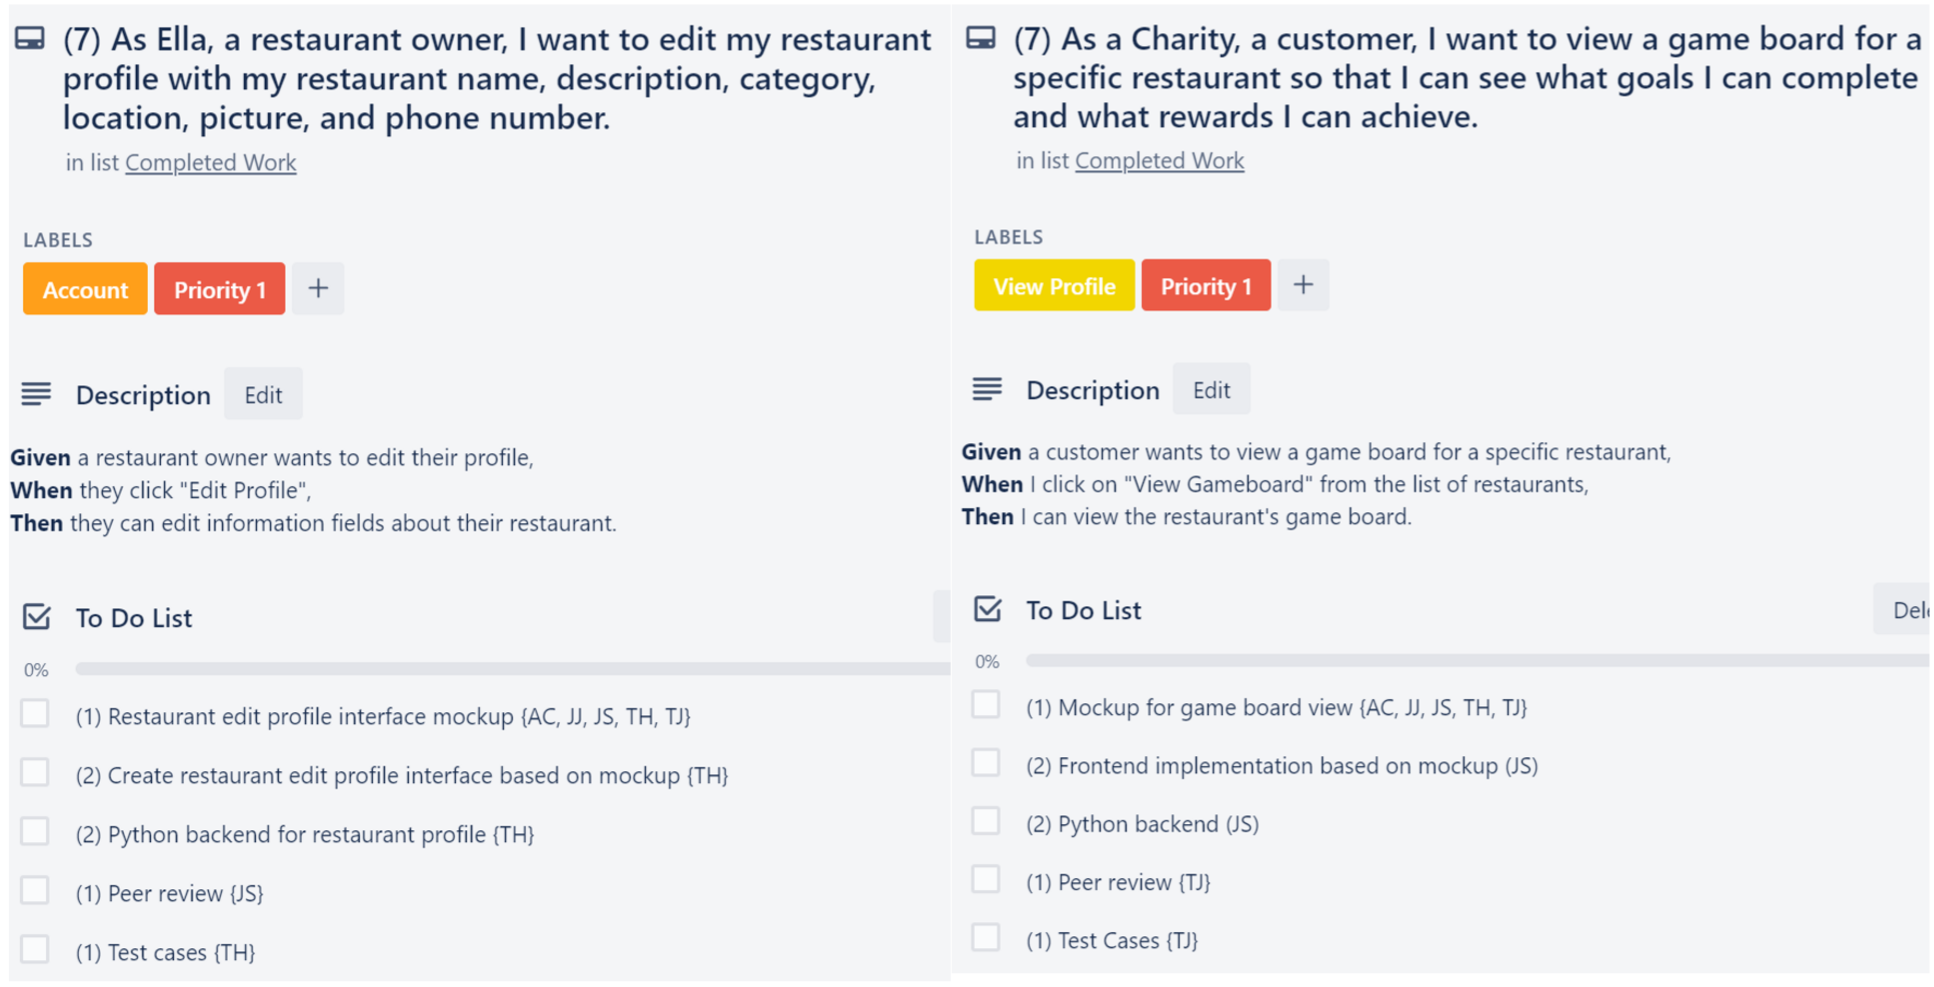 (7) As Ella, a restaurant owner, I want to edit my restaurant
profile with my restaurant name, description, category,
location, picture, and phone number.
in list Completed Work
LABELS
Account Priority 1 +
Description Edit
Given a restaurant owner wants to edit their profile,
When they click "Edit Profile",
Then they can edit information fields about their restaurant.
To Do List
0%
(1) Restaurant edit profile interface mockup {AC, JJ, JS, TH, TJ}
(2) Create restaurant edit profile interface based on mockup {TH}
(2) Python backend for restaurant profile {TH}
(1) Peer review {JS}
(1) Test cases {TH}
(7) As a Charity, a customer, I want to view a game board for a
specific restaurant so that I can see what goals I can complete
and what rewards I can achieve.
in list Completed Work
LABELS
View Profile Priority 1 +
Description Edit
Given a customer wants to view a game board for a specific restaurant,
When I click on "View Gameboard" from the list of restaurants,
Then I can view the restaurant's game board.
To Do List
0%
(1) Mockup for game board view {AC, JJ, JS, TH, TJ}
(2) Frontend implementation based on mockup (JS)
(2) Python backend (JS)
(1) Peer review {TJ}
(1) Test Cases {TJ}